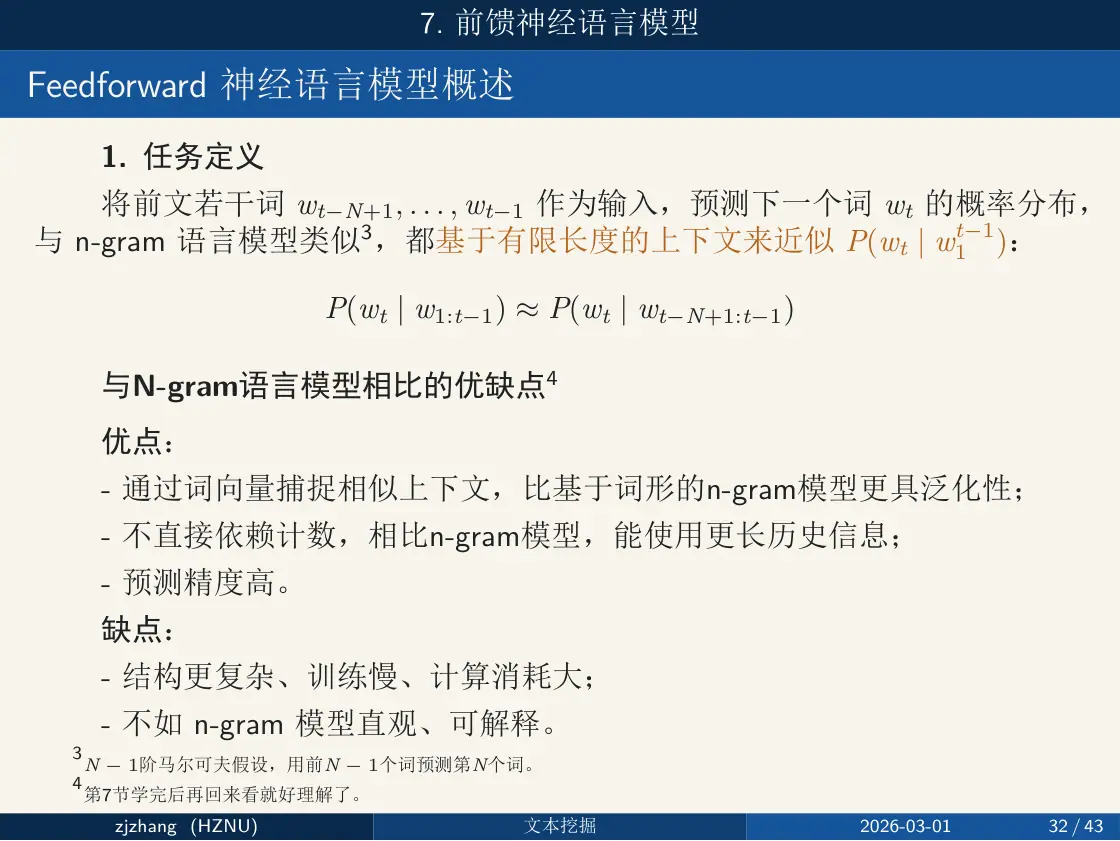 7. 前馈神经语言模型
Feedforward 神经语言模型概述
1. 任务定义
将前文若干词 $w_{t-N+1}, \ldots, w_{t-1}$ 作为输入，预测下一个词 $w_t$ 的概率分布，
与 n-gram 语言模型类似³，都基于有限长度的上下文来近似 $P(w_t \mid w_1^{t-1})$：
$P(w_t \mid w_{1:t-1}) \approx P(w_t \mid w_{t-N+1:t-1})$
与N-gram语言模型相比的优缺点⁴
优点：
- 通过词向量捕捉相似上下文，比基于词形的n-gram模型更具泛化性；
- 不直接依赖计数，相比n-gram模型，能使用更长历史信息；
- 预测精度高。
缺点：
- 结构更复杂、训练慢、计算消耗大；
- 不如 n-gram 模型直观、可解释。
³$N-1$阶马尔可夫假设，用前$N-1$个词预测第$N$个词。
⁴第7节学完后再回来看就好理解了。
zjzhang (HZNU) 文本挖掘 2026-03-01 32 / 43